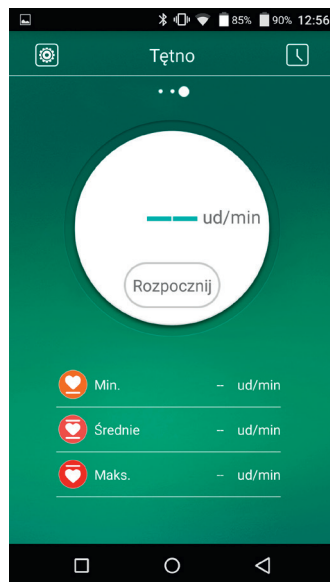 85% 90% 12:56
Tętno
-- ud/min
Rozpocznij
Min. -- ud/min
Średnie -- ud/min
Maks. -- ud/min